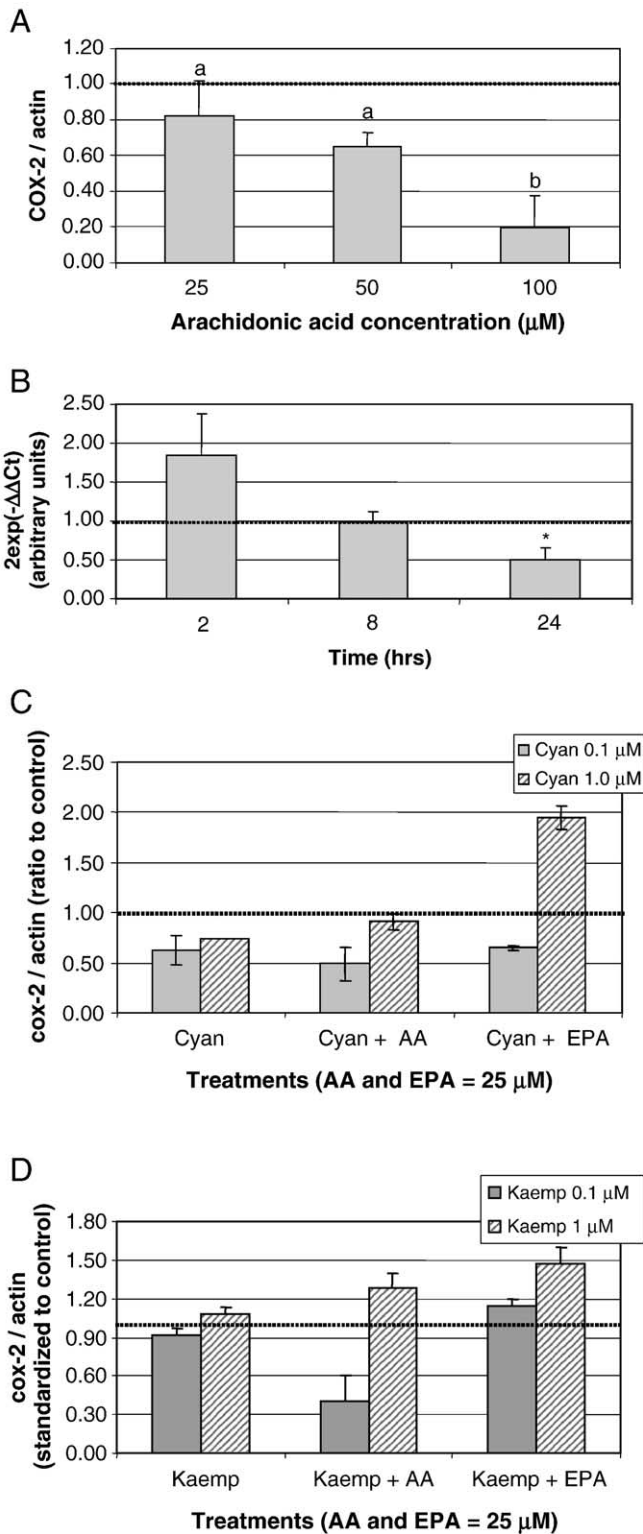 A
COX-2 / actin
1.20
1.00
0.80
0.60
0.40
0.20
0.00
a
a
b
25 50 100
Arachidonic acid concentration (µM)
B
2exp(-ΔΔCt)
(arbitrary units)
2.50
2.00
1.50
1.00
0.50
0.00
*
2 8 24
Time (hrs)
C
Cyan 0.1 µM
Cyan 1.0 µM
cox-2 / actin (ratio to control)
2.50
2.00
1.50
1.00
0.50
0.00
Cyan Cyan + AA Cyan + EPA
Treatments (AA and EPA = 25 µM)
D
Kaemp 0.1 µM
Kaemp 1 µM
cox-2 / actin
(standardized to control)
1.80
1.50
1.20
0.90
0.60
0.30
0.00
Kaemp Kaemp + AA Kaemp + EPA
Treatments (AA and EPA = 25 µM)